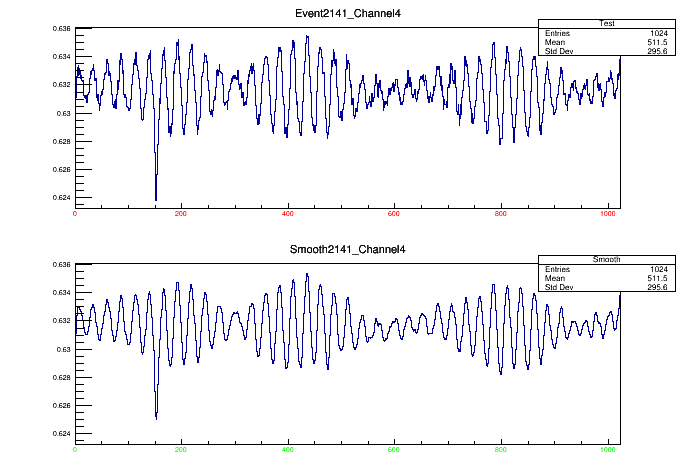 Event2141_Channel4
Test
Entries 1024
Mean 511.5
Std Dev 295.6
0.636
0.634
0.632
0.63
0.628
0.626
0.624
0 200 400 600 800 1000
Smooth2141_Channel4
Smooth
Entries 1024
Mean 511.5
Std Dev 295.6
0.636
0.634
0.632
0.63
0.628
0.626
0.624
0 200 400 600 800 1000